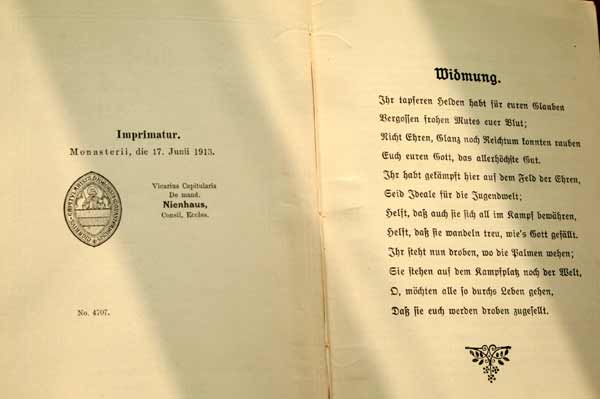 Imprimatur.
Monasterii, die 17. Junii 1913.
Vicarius Capitularis
De mand.
Nienhaus,
Consil. Eccles.
No. 4707.
Widmung.
Ihr tapferen Helden habt für euren Glauben
Vergossen frohen Mutes euer Blut;
Nicht Ehren, Glanz noch Reichtum konnten rauben
Euch euren Gott, das allerhöchste Gut.
Ihr habt gekämpft hier auf dem Feld der Ehren,
Seid Ideale für die Jugendwelt;
Helft, daß auch sie sich all im Kampf bewähren,
Helft, daß sie wandeln treu, wie's Gott gefällt.
Ihr steht nun droben, wo die Palmen wehen;
Sie stehen auf dem Kampfplatz noch der Welt,
O, möchten alle so durchs Leben gehen,
Daß sie euch werden droben zugesellt.